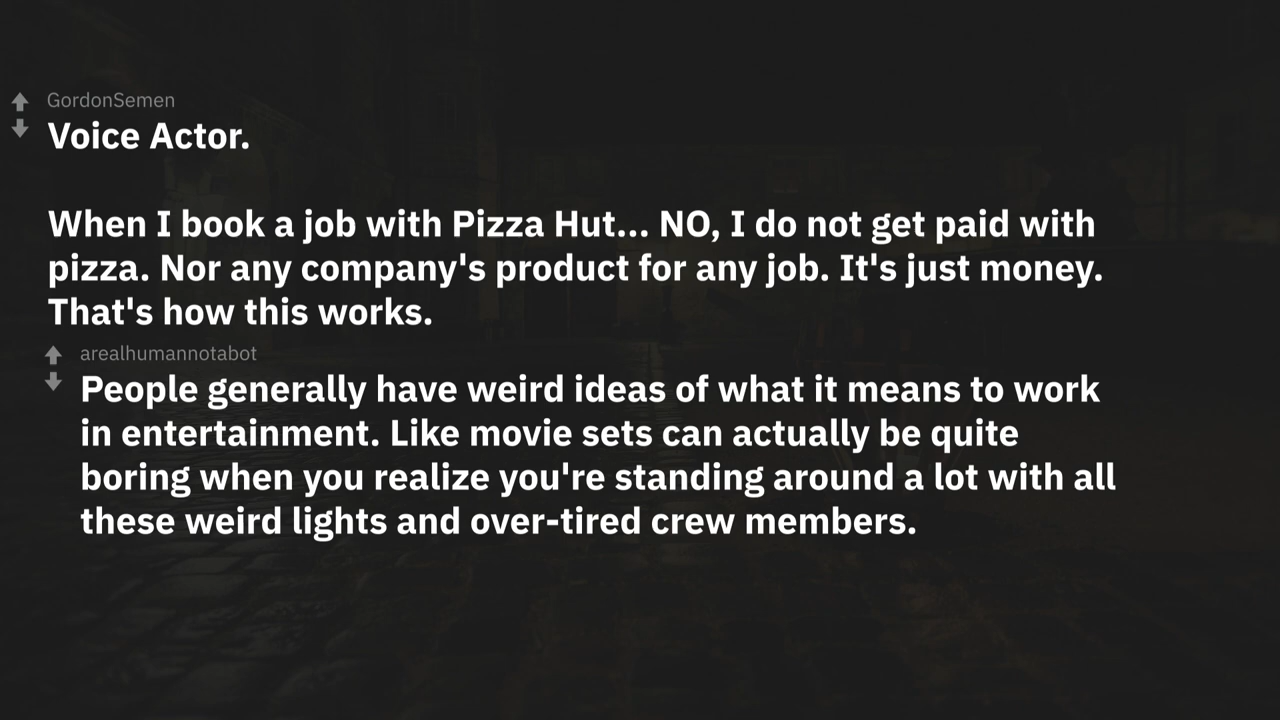 GordonSemen
Voice Actor.
When I book a job with Pizza Hut... NO, I do not get paid with
pizza. Nor any company's product for any job. It's just money.
That's how this works.
arealhumannotabot
People generally have weird ideas of what it means to work
in entertainment. Like movie sets can actually be quite
boring when you realize you're standing around a lot with all
these weird lights and over-tired crew members.